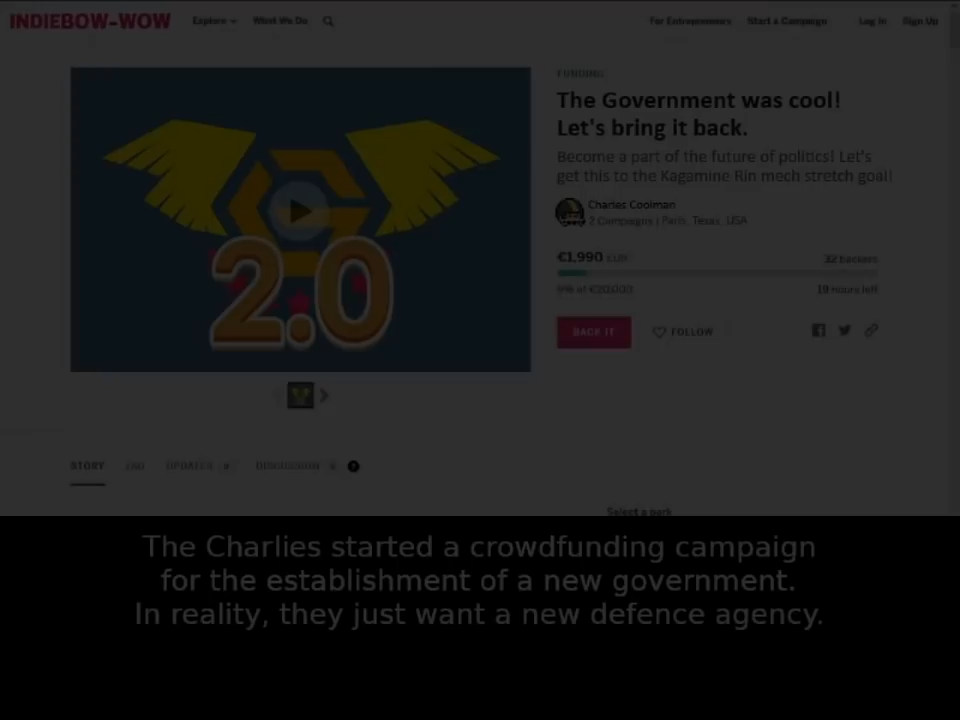 INDIEBOW-WOW
Explore
What We Do
For Entrepreneurs
Start a Campaign
Log In
Sign Up
2.0
FUNDING
The Government was cool!
Let's bring it back.
Become a part of the future of politics! Let's
get this to the Kagamine Rin mech stretch goal!
Charles Coolman
2 Campaigns | Paris, Texas, USA
€1,990 EUR
32 backers
€20,000
19 hours left
BACK IT
FOLLOW
STORY
UPDATES
DISCUSSION
Select a perk
The Charlies started a crowdfunding campaign
for the establishment of a new government.
In reality, they just want a new defence agency.